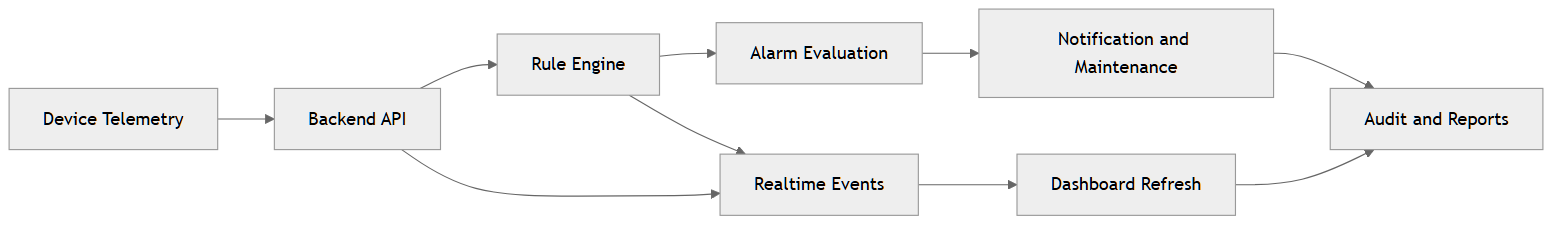 Device Telemetry
Backend API
Rule Engine
Alarm Evaluation
Notification and
Maintenance
Realtime Events
Dashboard Refresh
Audit and Reports